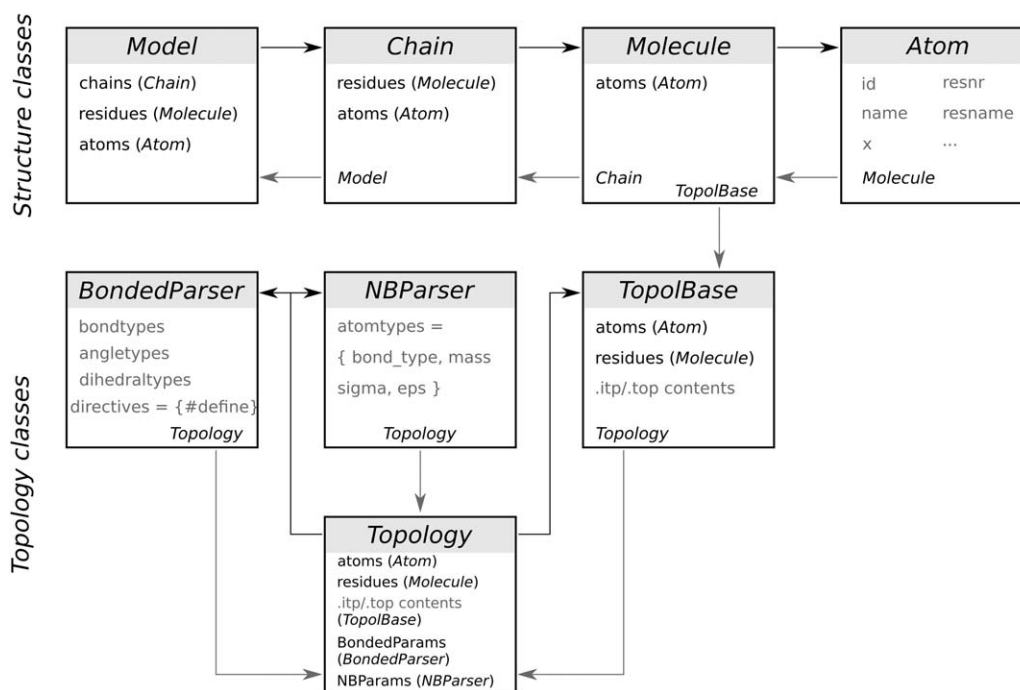 Structure classes
Model
chains (Chain)
residues (Molecule)
atoms (Atom)
Chain
residues (Molecule)
atoms (Atom)
Model
Molecule
atoms (Atom)
Chain
TopolBase
Atom
id resnr
name resname
x ...
Molecule
Topology classes
BondedParser
bondtypes
angletypes
dihedraltypes
directives = {#define}
Topology
NBParser
atomtypes =
{ bond_type, mass
sigma, eps }
Topology
TopolBase
atoms (Atom)
residues (Molecule)
.itp/.top contents
Topology
Topology
atoms (Atom)
residues (Molecule)
.itp/.top contents
(TopolBase)
BondedParams
(BondedParser)
NBParams (NBParser)